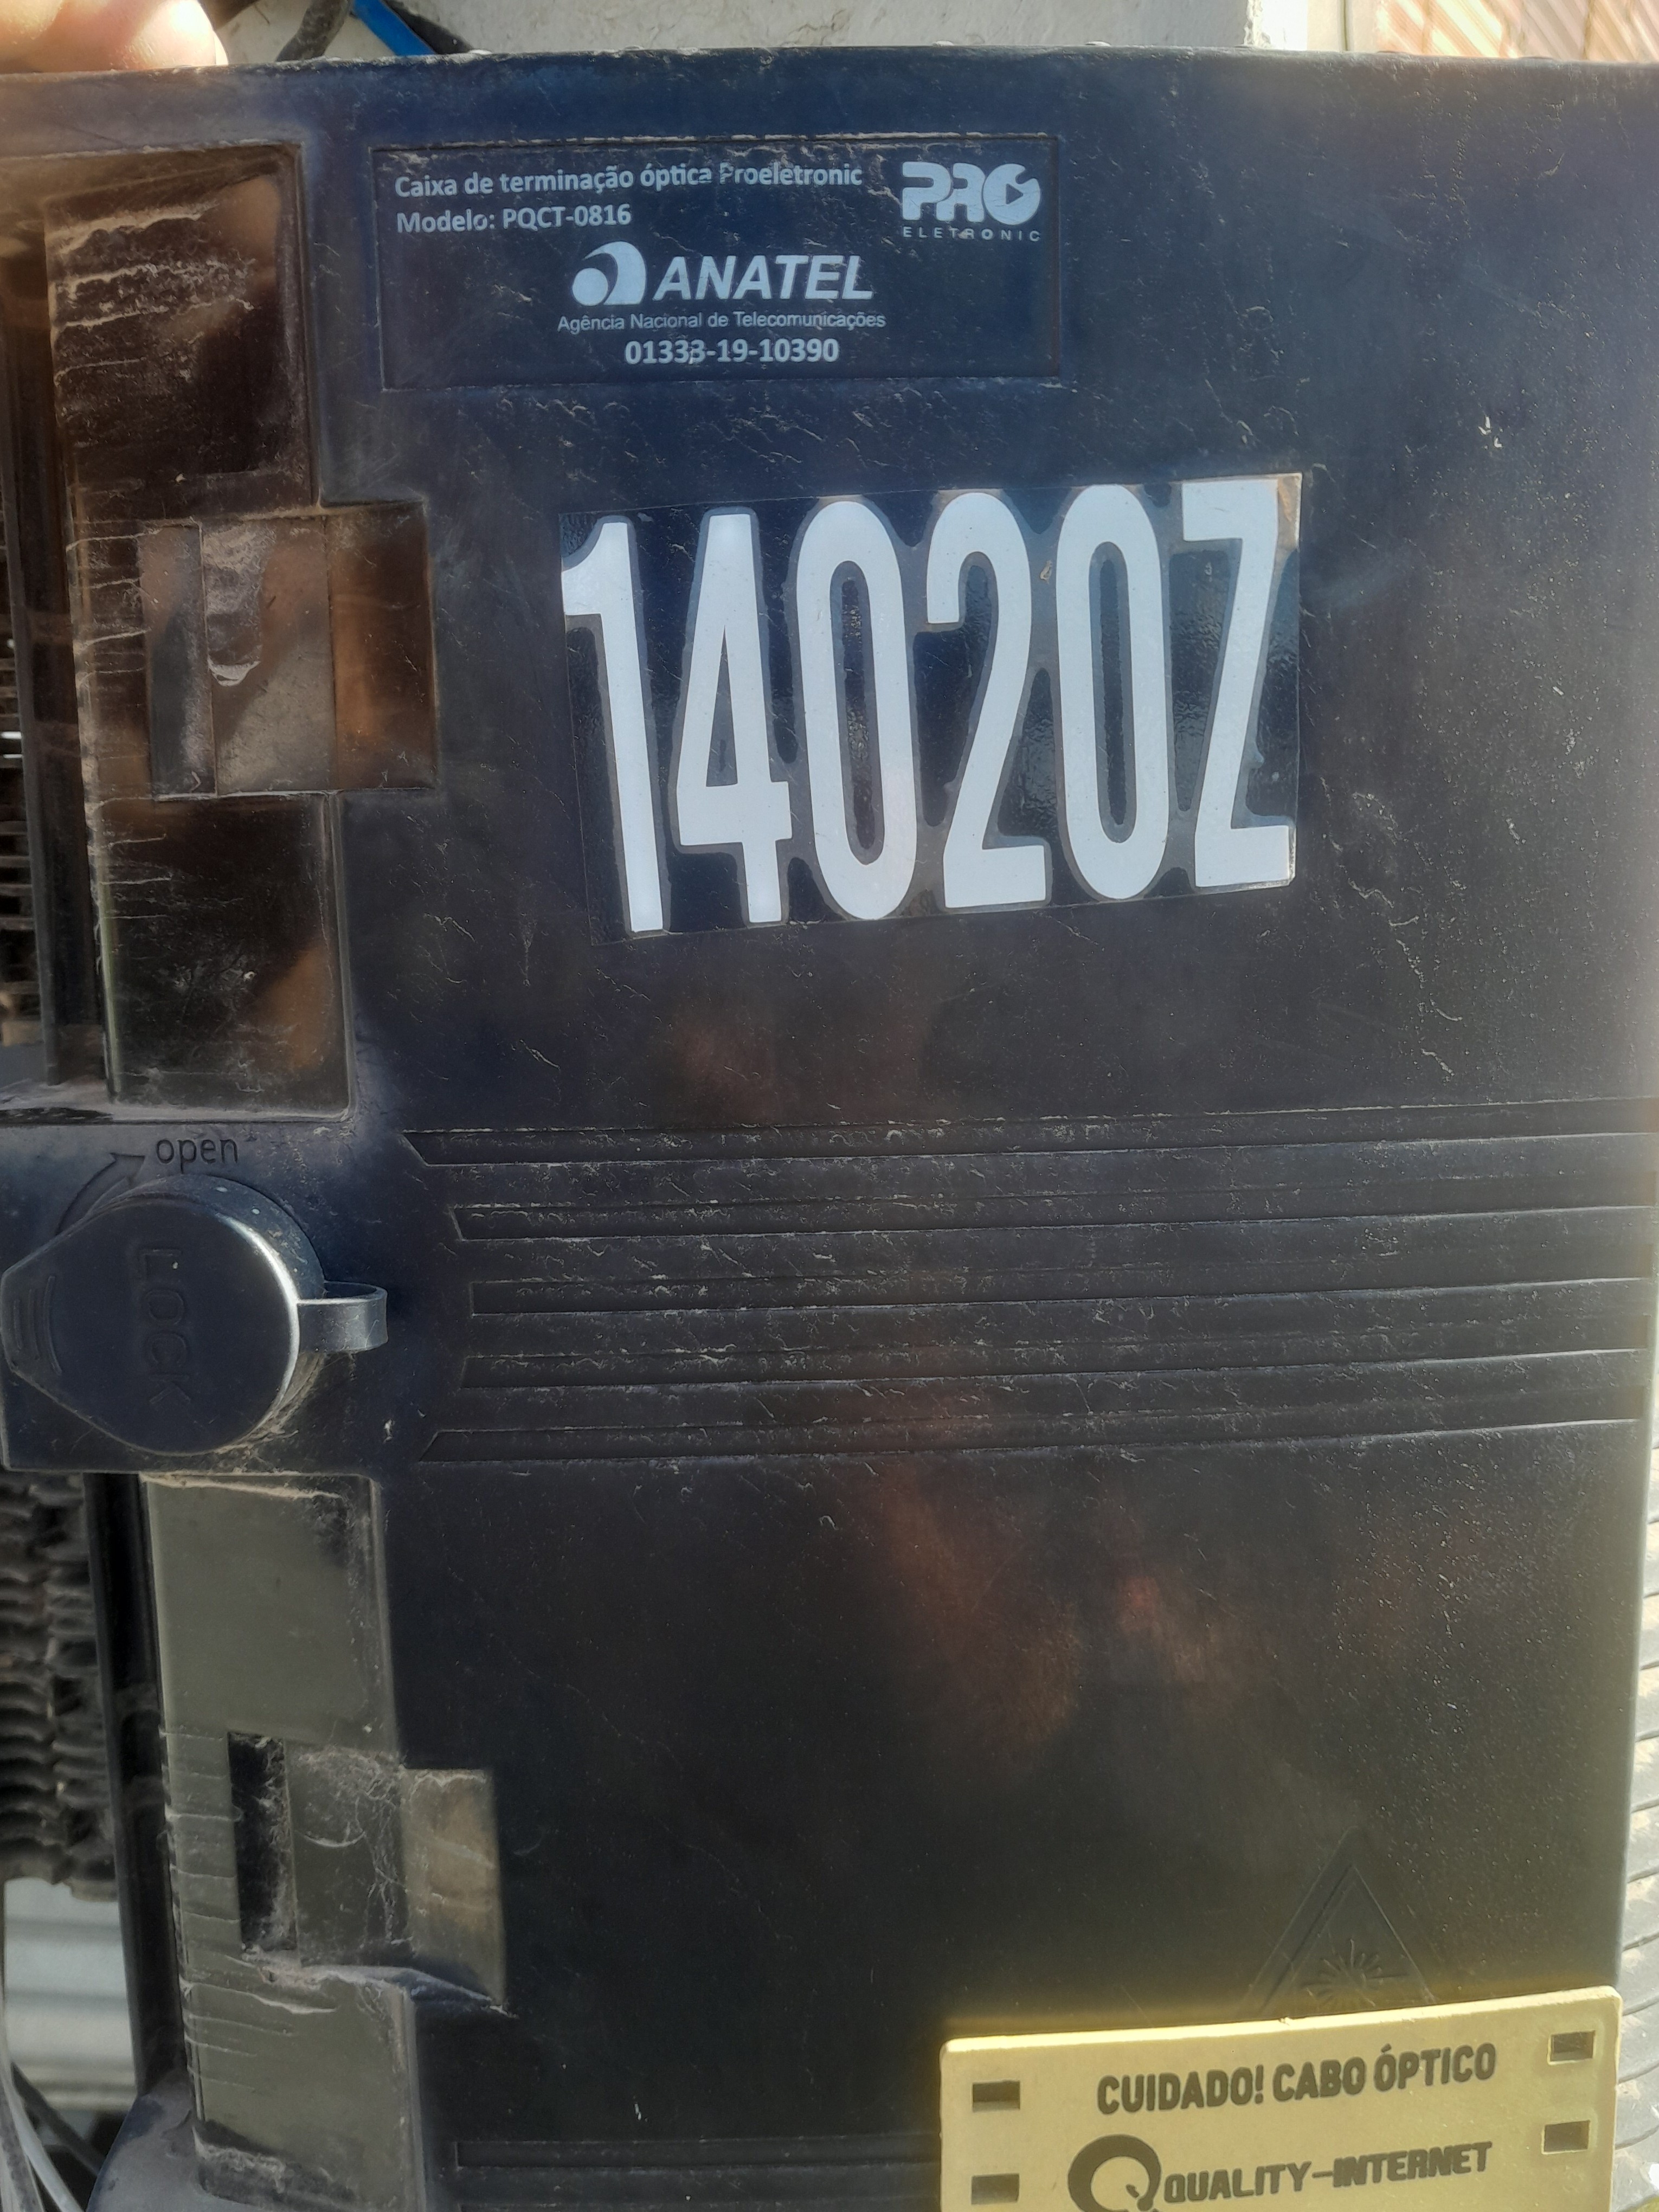 Caixa de terminação óptica Proeletronic
Modelo: PQCT-0816
PRO
ELETRONIC
ANATEL
Agência Nacional de Telecomunicações
01333-19-10390
14020Z
open
LOCK
CUIDADO! CABO ÓPTICO
QUALITY-INTERNET